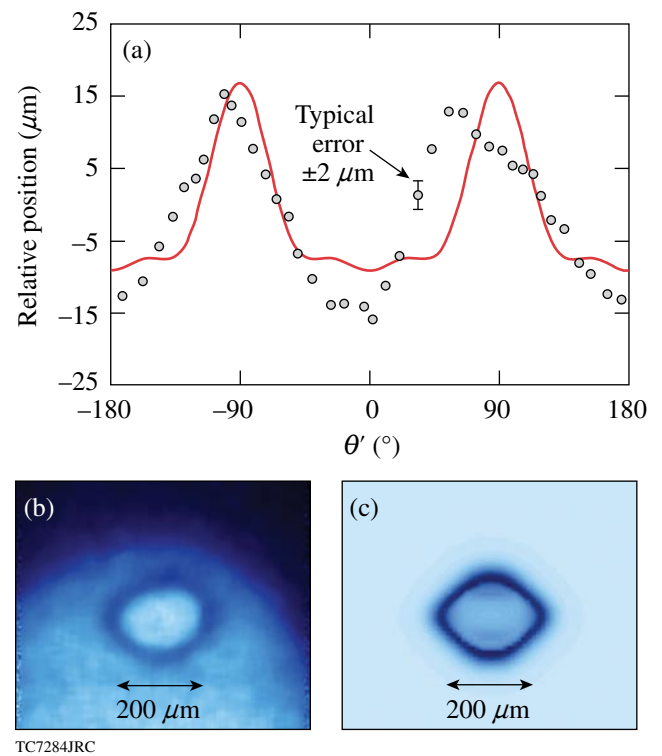 (a)
Relative position (μm)
25
15
5
−5
−15
−25
Typical
error
±2 μm
−180
−90
0
90
180
θ′ (°)
(b)
(c)
200 μm
200 μm
TC7284JRC